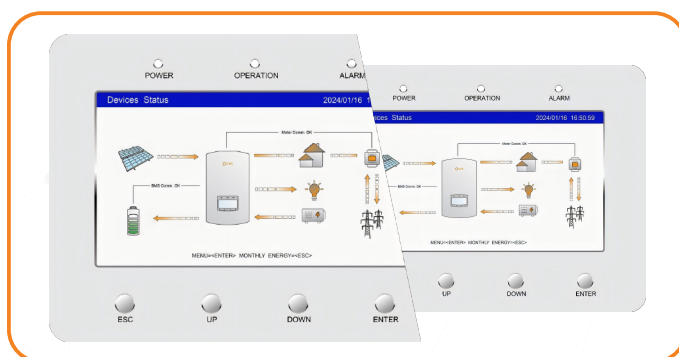 POWER OPERATION ALARM
Devices Status 2024/01/16 1
Meter Comm. OK
BMS Comm. OK
MENU=<ENTER> MONTHLY ENERGY=<ESC>
ESC UP DOWN ENTER
POWER OPERATION ALARM
ices Status 2024/01/16 16:50:59
Meter Comm. OK
BMS Comm. OK
MENU=<ENTER> MONTHLY ENERGY=<ESC>
UP DOWN ENTER